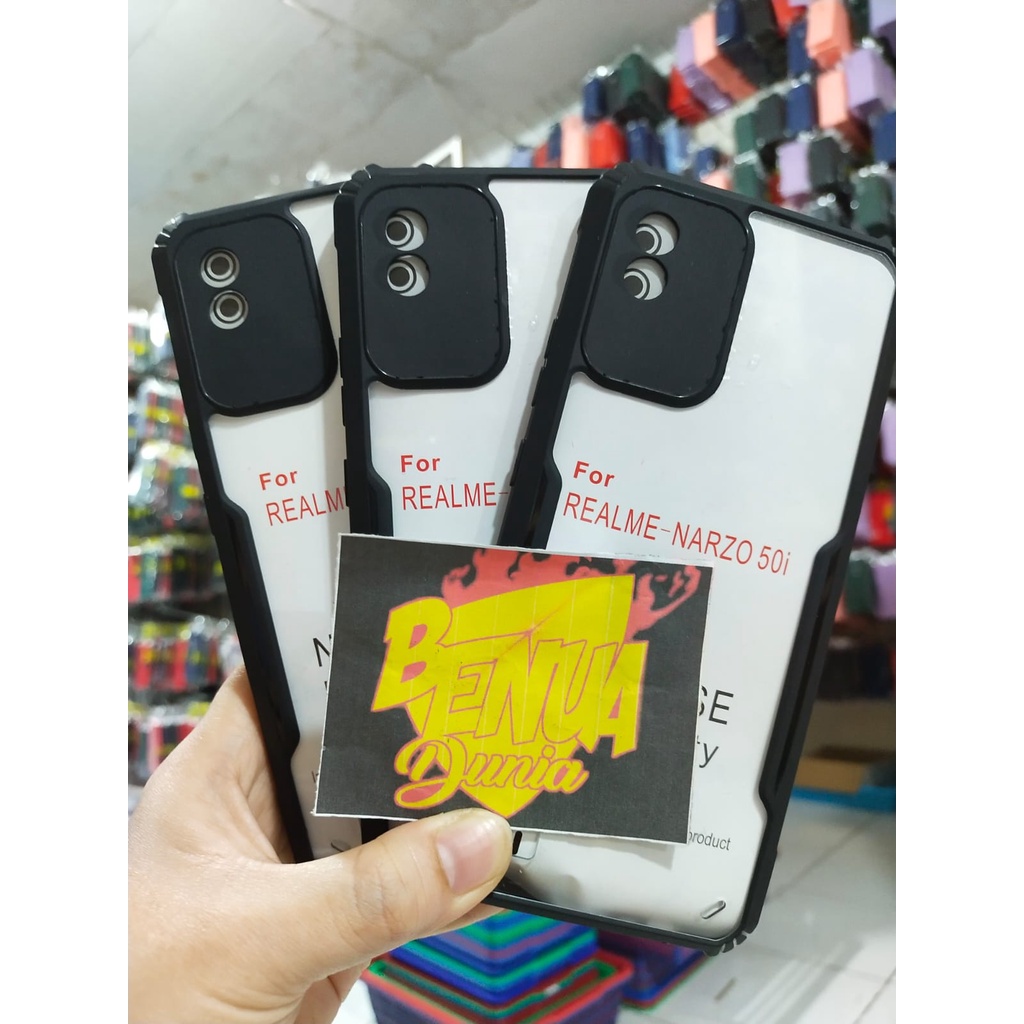 For
REALME
For
REALME-
For
REALME-NARZO 50i
BENUA
Dunia
SE
ty
product